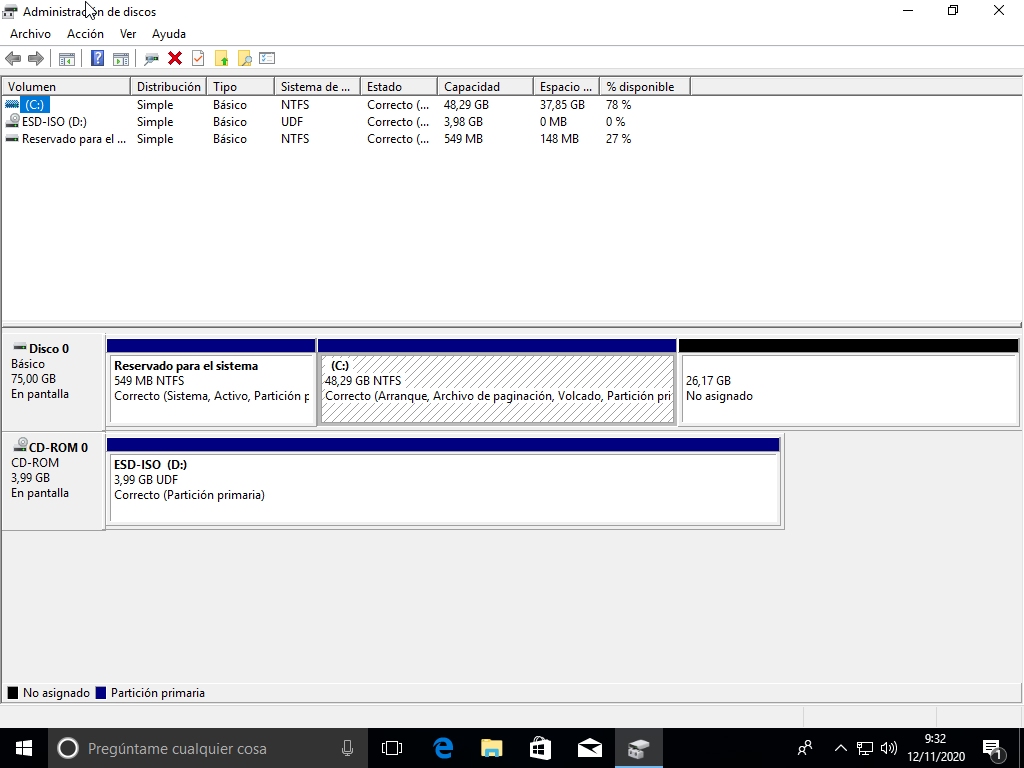 Administración de discos
Archivo Acción Ver Ayuda
Volumen Distribución Tipo Sistema de ... Estado Capacidad Espacio ... % disponible
(C:) Simple Básico NTFS Correcto (... 48,29 GB 37,85 GB 78 %
ESD-ISO (D:) Simple Básico UDF Correcto (... 3,98 GB 0 MB 0 %
Reservado para el ... Simple Básico NTFS Correcto (... 549 MB 148 MB 27 %
Disco 0
Básico
75,00 GB
En pantalla
Reservado para el sistema
549 MB NTFS
Correcto (Sistema, Activo, Partición p
(C:)
48,29 GB NTFS
Correcto (Arranque, Archivo de paginación, Volcado, Partición pri
26,17 GB
No asignado
CD-ROM 0
CD-ROM
3,99 GB
En pantalla
ESD-ISO (D:)
3,99 GB UDF
Correcto (Partición primaria)
No asignado Partición primaria
Pregúntame cualquier cosa
9:32
12/11/2020
1